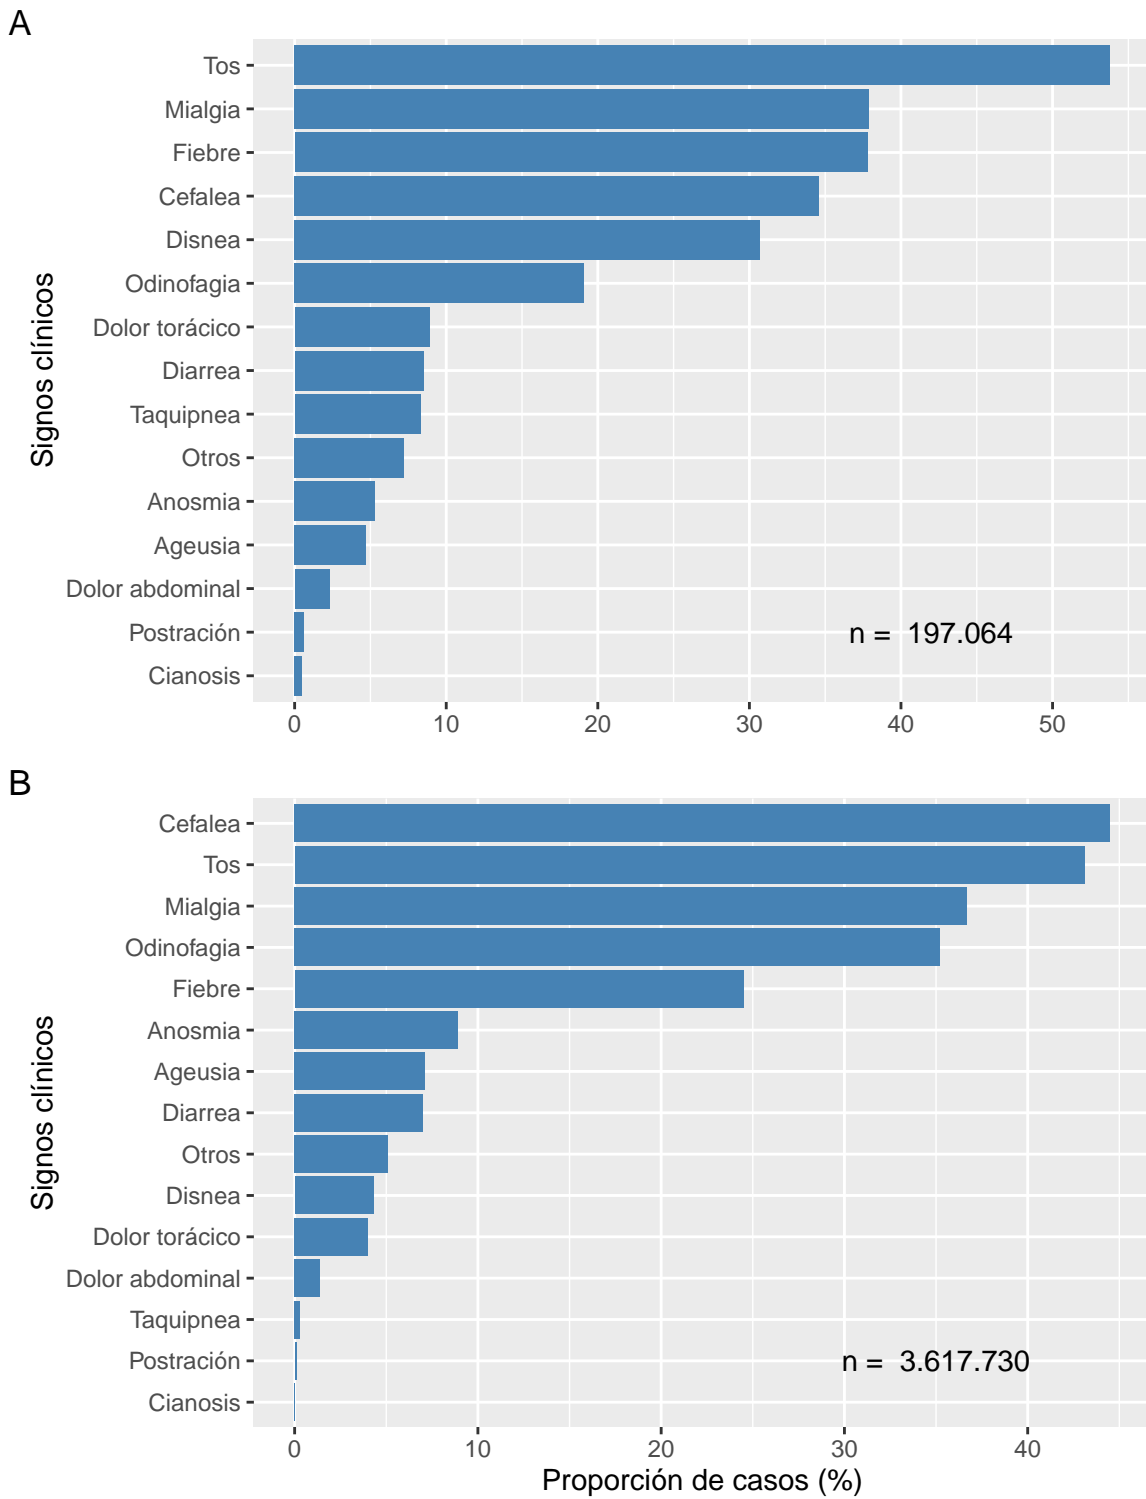 A
Tos
Mialgia
Fiebre
Cefalea
Disnea
Odinofagia
Dolor torácico
Diarrea
Taquipnea
Otros
Anosmia
Ageusia
Dolor abdominal
Postración
Cianosis
Signos clínicos
n = 197.064
0 10 20 30 40 50
B
Cefalea
Tos
Mialgia
Odinofagia
Fiebre
Anosmia
Ageusia
Diarrea
Otros
Disnea
Dolor torácico
Dolor abdominal
Taquipnea
Postración
Cianosis
Signos clínicos
n = 3.617.730
0 10 20 30 40
Proporción de casos (%)